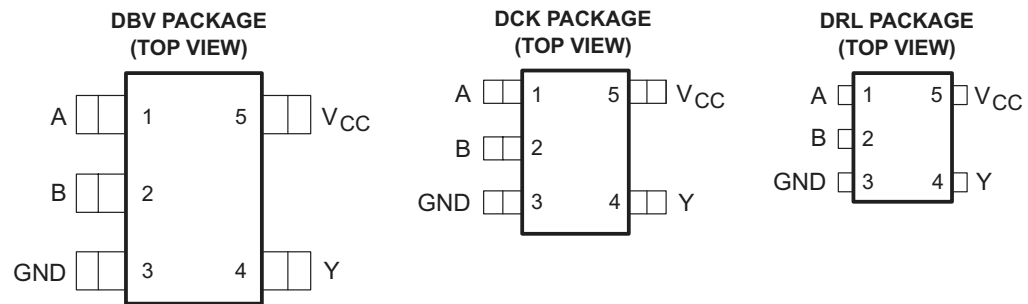 DBV PACKAGE
(TOP VIEW)
A 1 5 VCC
B 2
GND 3 4 Y
DCK PACKAGE
(TOP VIEW)
A 1 5 VCC
B 2
GND 3 4 Y
DRL PACKAGE
(TOP VIEW)
A 1 5 VCC
B 2
GND 3 4 Y